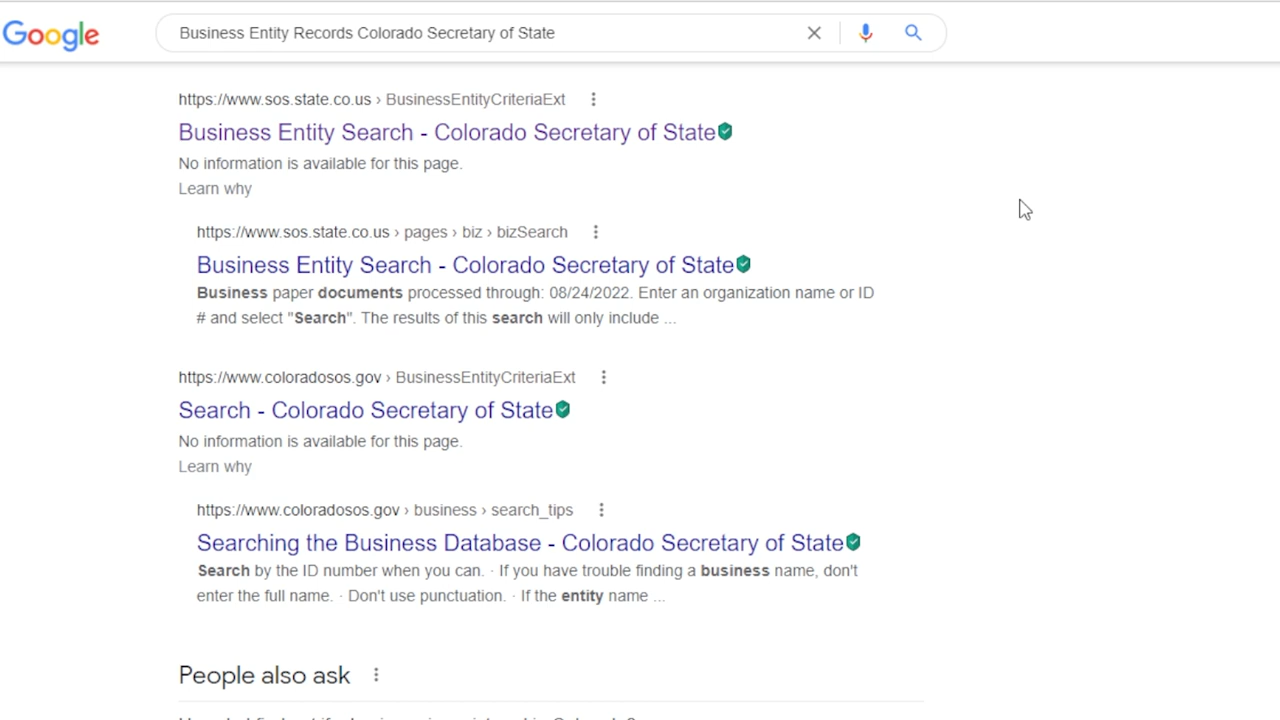 Google
Business Entity Records Colorado Secretary of State
https://www.sos.state.co.us › BusinessEntityCriteriaExt
Business Entity Search - Colorado Secretary of State
No information is available for this page.
Learn why
https://www.sos.state.co.us › pages › biz › bizSearch
Business Entity Search - Colorado Secretary of State
Business paper documents processed through: 08/24/2022. Enter an organization name or ID
# and select "Search". The results of this search will only include ...
https://www.coloradosos.gov › BusinessEntityCriteriaExt
Search - Colorado Secretary of State
No information is available for this page.
Learn why
https://www.coloradosos.gov › business › search_tips
Searching the Business Database - Colorado Secretary of State
Search by the ID number when you can. · If you have trouble finding a business name, don't
enter the full name. · Don't use punctuation. · If the entity name ...
People also ask